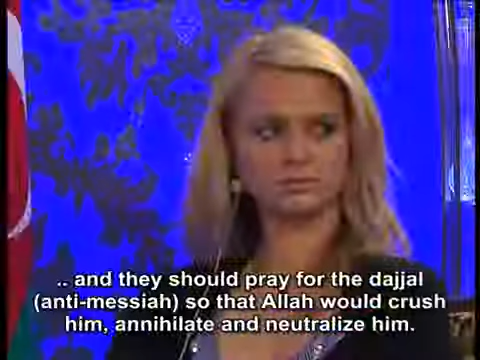 .. and they should pray for the dajjal
(anti-messiah) so that Allah would crush
him, annihilate and neutralize him.